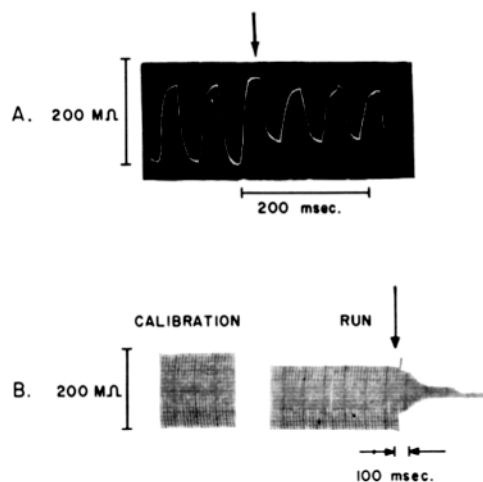 A. 200 MΩ
200 msec.
CALIBRATION RUN
B. 200 MΩ
100 msec.